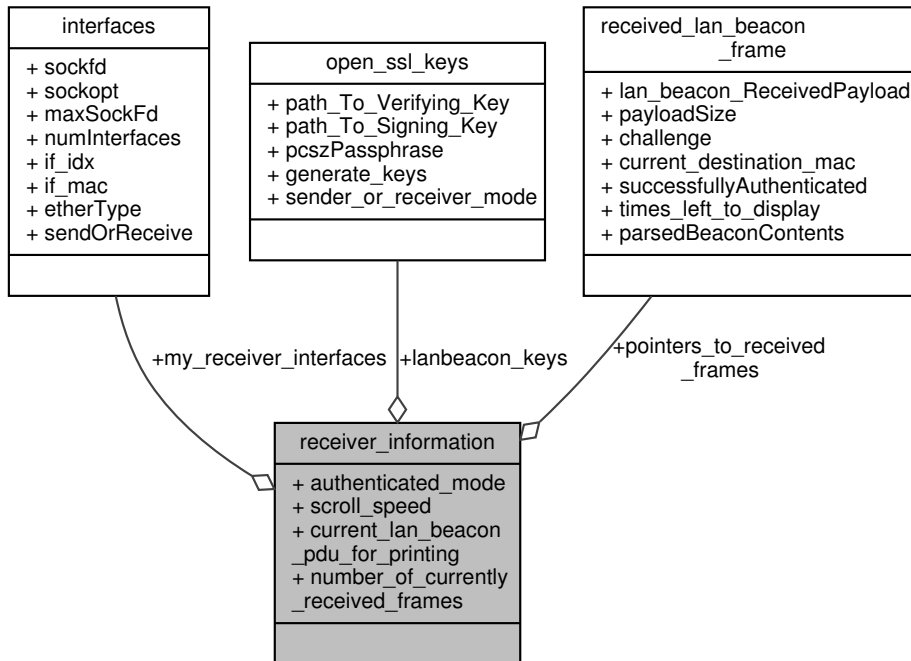 interfaces
+ sockfd
+ sockopt
+ maxSockFd
+ numInterfaces
+ if_idx
+ if_mac
+ etherType
+ sendOrReceive
open_ssl_keys
+ path_To_Verifying_Key
+ path_To_Signing_Key
+ pcszPassphrase
+ generate_keys
+ sender_or_receiver_mode
received_lan_beacon
_frame
+ lan_beacon_ReceivedPayload
+ payloadSize
+ challenge
+ current_destination_mac
+ successfullyAuthenticated
+ times_left_to_display
+ parsedBeaconContents
+my_receiver_interfaces
+lanbeacon_keys
+pointers_to_received
_frames
receiver_information
+ authenticated_mode
+ scroll_speed
+ current_lan_beacon
_pdu_for_printing
+ number_of_currently
_received_frames